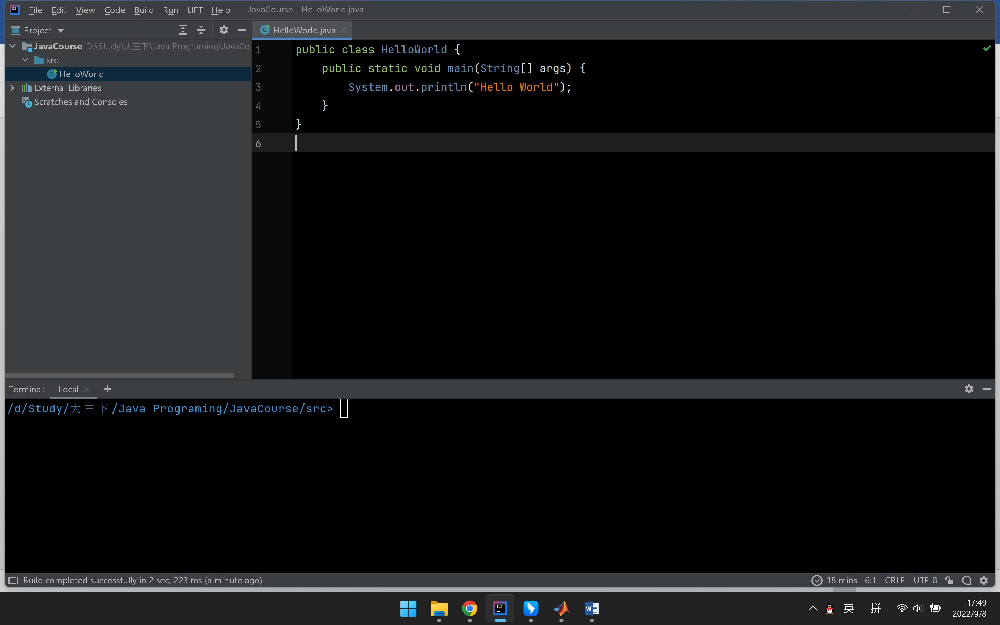 File Edit View Code Build Run LIFT Help JavaCourse - HelloWorld.java
Project
HelloWorld.java
JavaCourse D:\Study\大三下\Java Programing\JavaCou
src
HelloWorld
External Libraries
Scratches and Consoles
1 public class HelloWorld {
2 public static void main(String[] args) {
3 System.out.println("Hello World");
4 }
5 }
6
Terminal: Local
/d/Study/大三下/Java Programing/JavaCourse/src>
Build completed successfully in 2 sec, 223 ms (a minute ago)
18 mins 6:1 CRLF UTF-8
英 拼
17:49
2022/9/8